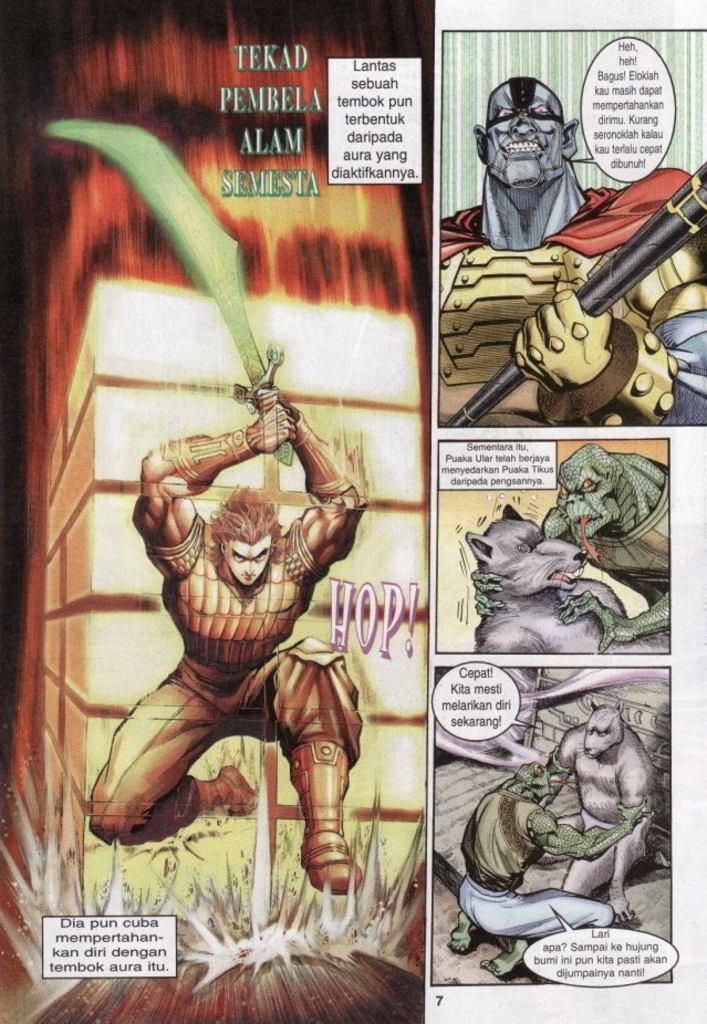 TEKAD
PEMBELA
ALAM
SEMESTA
Lantas
sebuah
tembok pun
terbentuk
daripada
aura yang
diaktifkannya.
HOP!
Dia pun cuba
mempertahan-
kan diri dengan
tembok aura itu.
Heh,
heh!
Bagus! Eloklah
kau masih dapat
mempertahankan
dirimu. Kurang
seronoklah kalau
kau terlalu cepat
dibunuh!
Sementara itu,
Puaka Ular telah berjaya
menyedarkan Puaka Tikus
daripada pengsannya.
Cepat!
Kita mesti
melarikan diri
sekarang!
Lari
apa? Sampai ke hujung
bumi ini pun kita pasti akan
dijumpainya nanti!
7